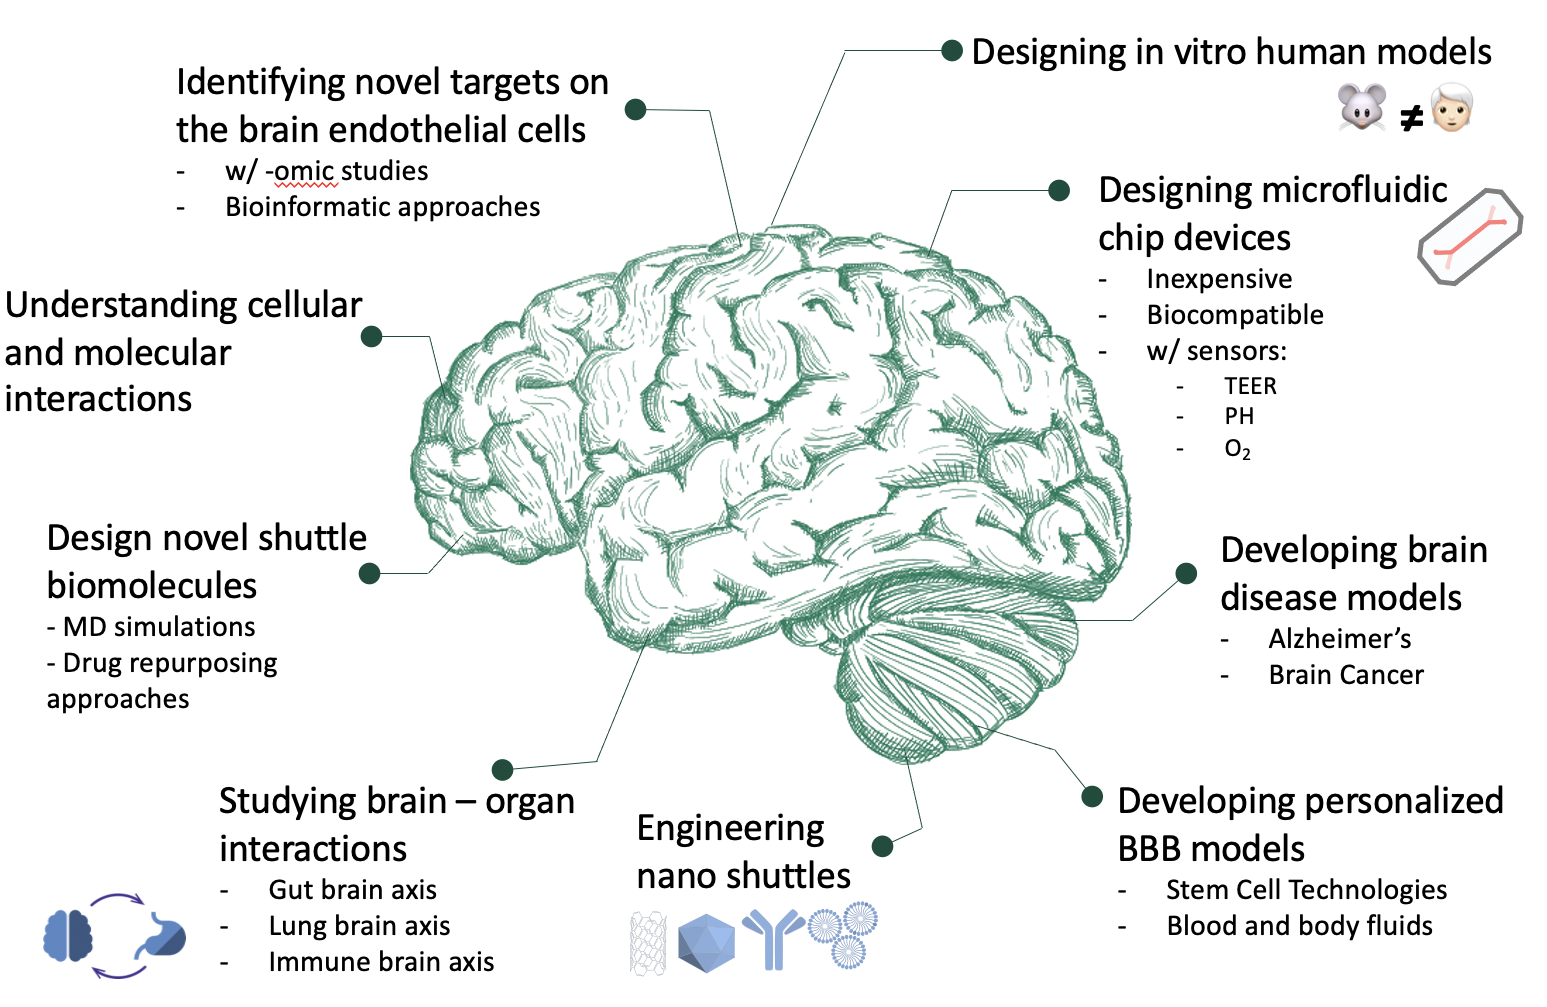 Identifying novel targets on
the brain endothelial cells
- w/ -omic studies
- Bioinformatic approaches
Understanding cellular
and molecular
interactions
Design novel shuttle
biomolecules
- MD simulations
- Drug repurposing
approaches
Studying brain – organ
interactions
- Gut brain axis
- Lung brain axis
- Immune brain axis
Engineering
nano shuttles
Designing in vitro human models
≠
Designing microfluidic
chip devices
- Inexpensive
- Biocompatible
- w/ sensors:
- TEER
- PH
- O₂
Developing brain
disease models
- Alzheimer’s
- Brain Cancer
Developing personalized
BBB models
- Stem Cell Technologies
- Blood and body fluids